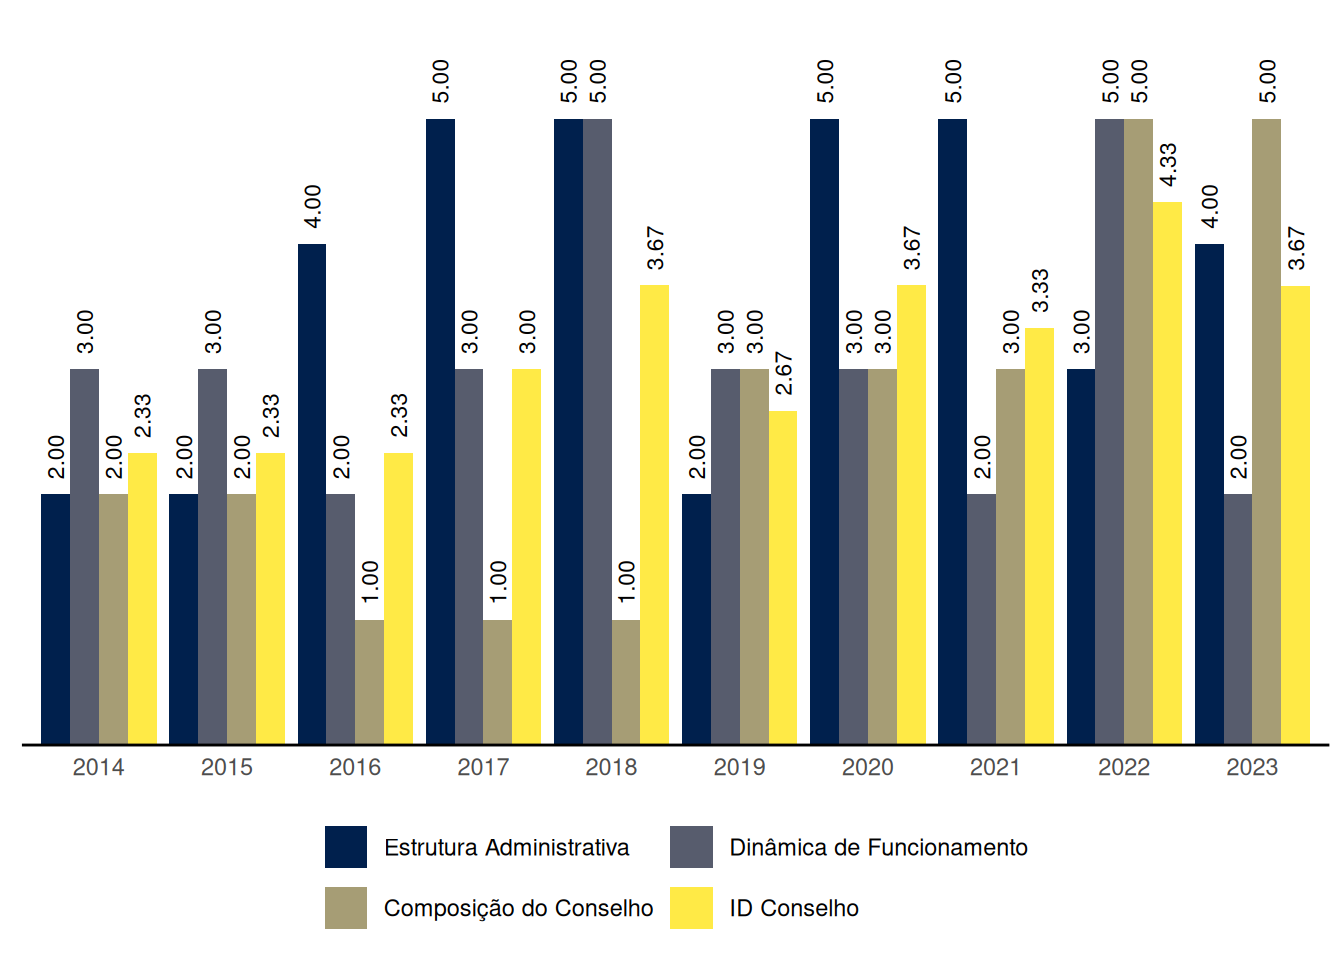 2.00 3.00 2.00 2.33
2.00 3.00 2.00 2.33
4.00 2.00 1.00 2.33
5.00 3.00 1.00 3.00
5.00 5.00 1.00 3.67
2.00 3.00 3.00 2.67
5.00 3.00 3.00 3.67
5.00 2.00 3.00 3.33
3.00 5.00 5.00 4.33
4.00 2.00 5.00 3.67
2014 2015 2016 2017 2018 2019 2020 2021 2022 2023
Estrutura Administrativa Dinâmica de Funcionamento
Composição do Conselho ID Conselho